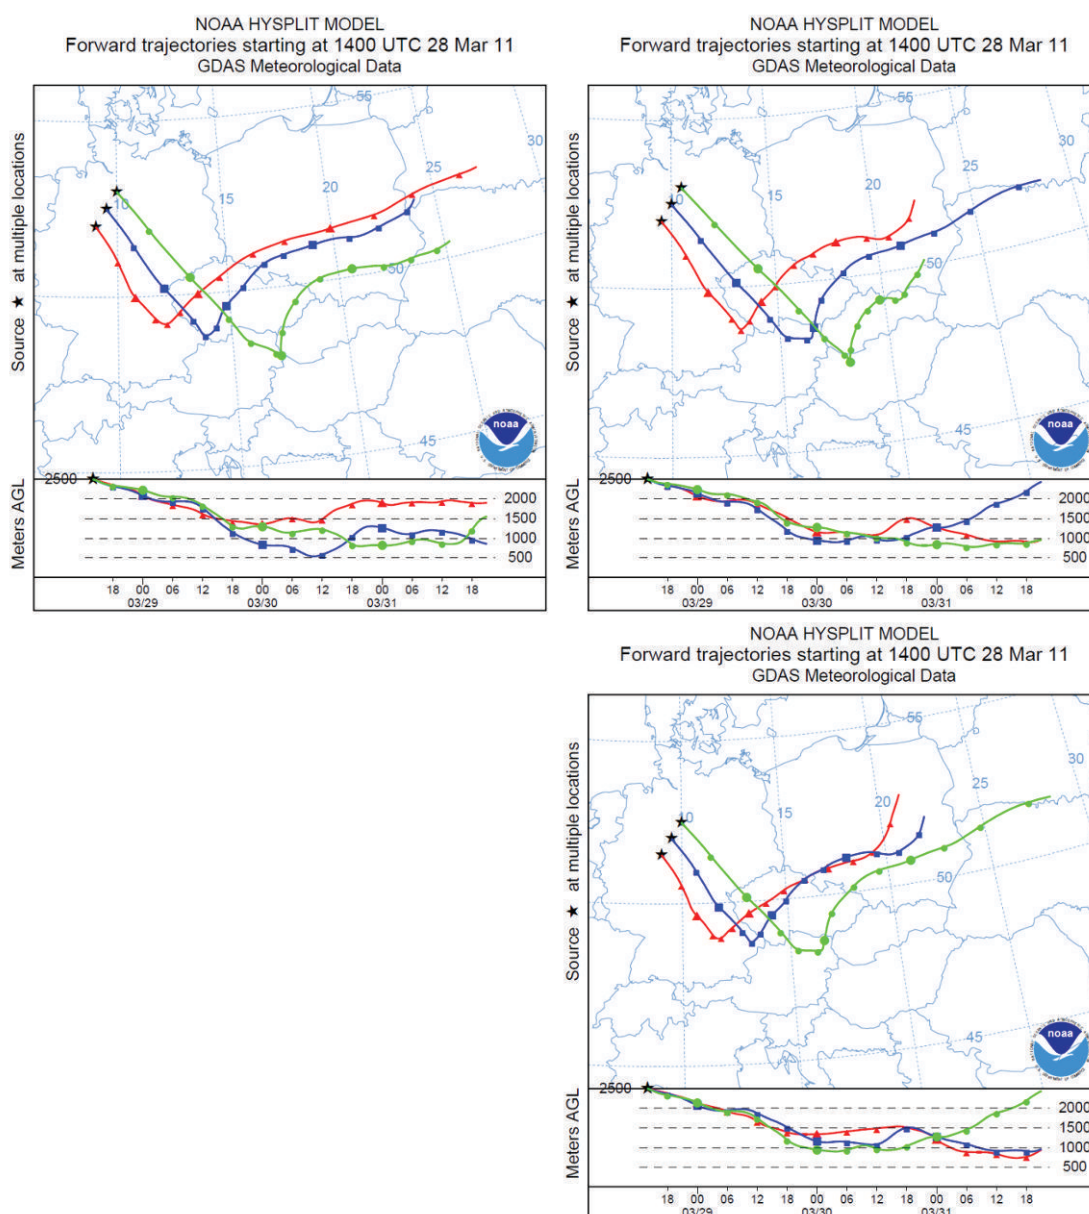 NOAA HYSPLIT MODEL
Forward trajectories starting at 1400 UTC 28 Mar 11
GDAS Meteorological Data
Source ★ at multiple locations
55
30
25
20
15
10
50
45
noaa
Meters AGL
2500
2000
1500
1000
500
18 00 06 12 18 00 06 12 18 00 06 12 18
03/29 03/30 03/31
NOAA HYSPLIT MODEL
Forward trajectories starting at 1400 UTC 28 Mar 11
GDAS Meteorological Data
Source ★ at multiple locations
55
30
25
20
15
10
50
45
noaa
Meters AGL
2500
2000
1500
1000
500
18 00 06 12 18 00 06 12 18 00 06 12 18
03/29 03/30 03/31
NOAA HYSPLIT MODEL
Forward trajectories starting at 1400 UTC 28 Mar 11
GDAS Meteorological Data
Source ★ at multiple locations
55
30
25
20
15
10
50
45
noaa
Meters AGL
2500
2000
1500
1000
500
18 00 06 12 18 00 06 12 18 00 06 12 18
03/29 03/30 03/31